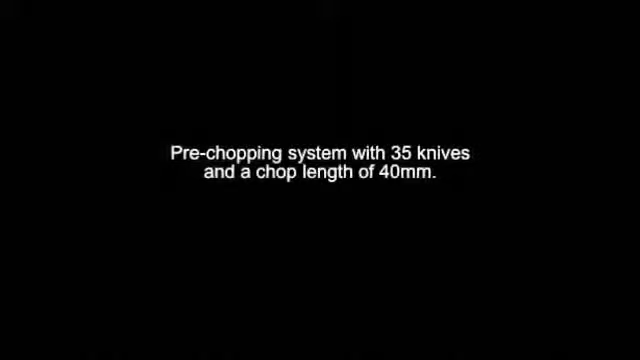 Pre-chopping system with 35 knives
and a chop length of 40mm.